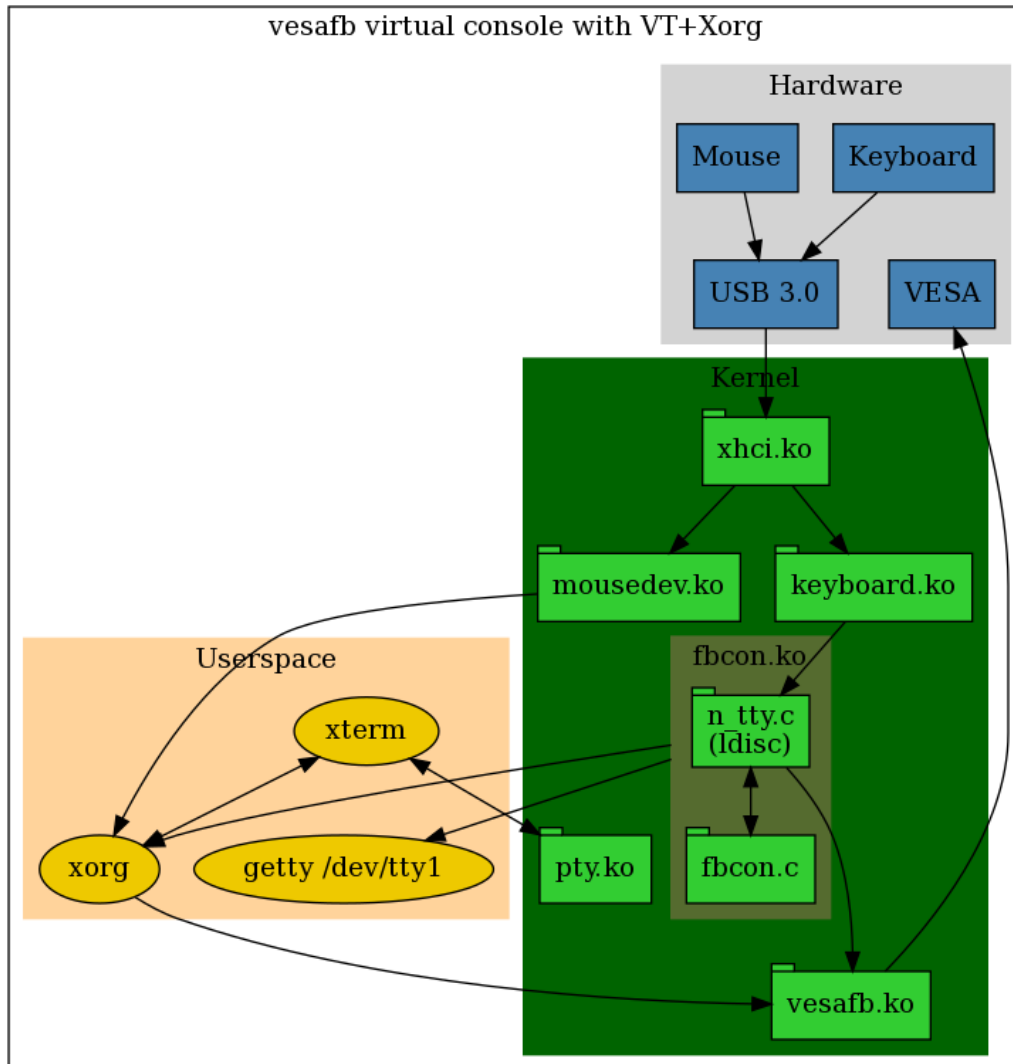 vesafb virtual console with VT+Xorg
Hardware
Mouse
Keyboard
USB 3.0
VESA
Kernel
xhci.ko
mousedev.ko
keyboard.ko
Userspace
fbcon.ko
xterm
n_tty.c
(ldisc)
xorg
getty /dev/tty1
pty.ko
fbcon.c
vesafb.ko